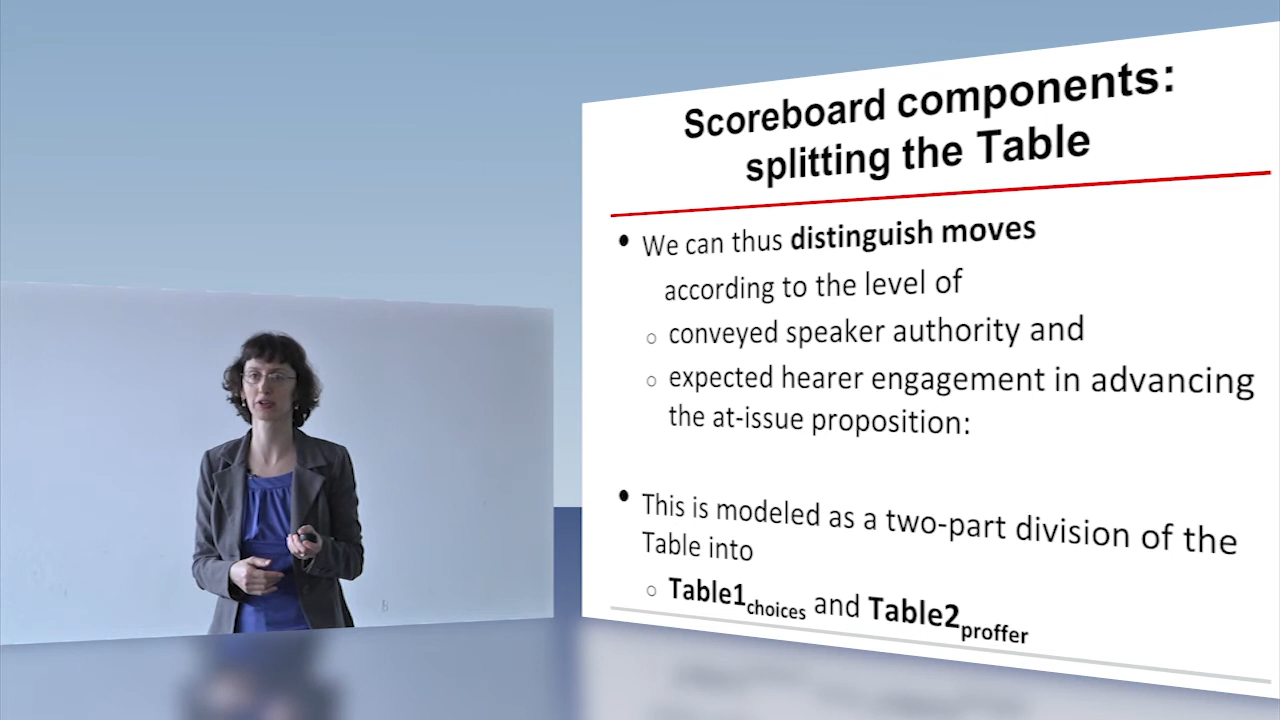 Scoreboard components:
splitting the Table
• We can thus distinguish moves
according to the level of
○ conveyed speaker authority and
○ expected hearer engagement in advancing
the at-issue proposition:
• This is modeled as a two-part division of the
Table into
○ Table1choices and Table2proffer